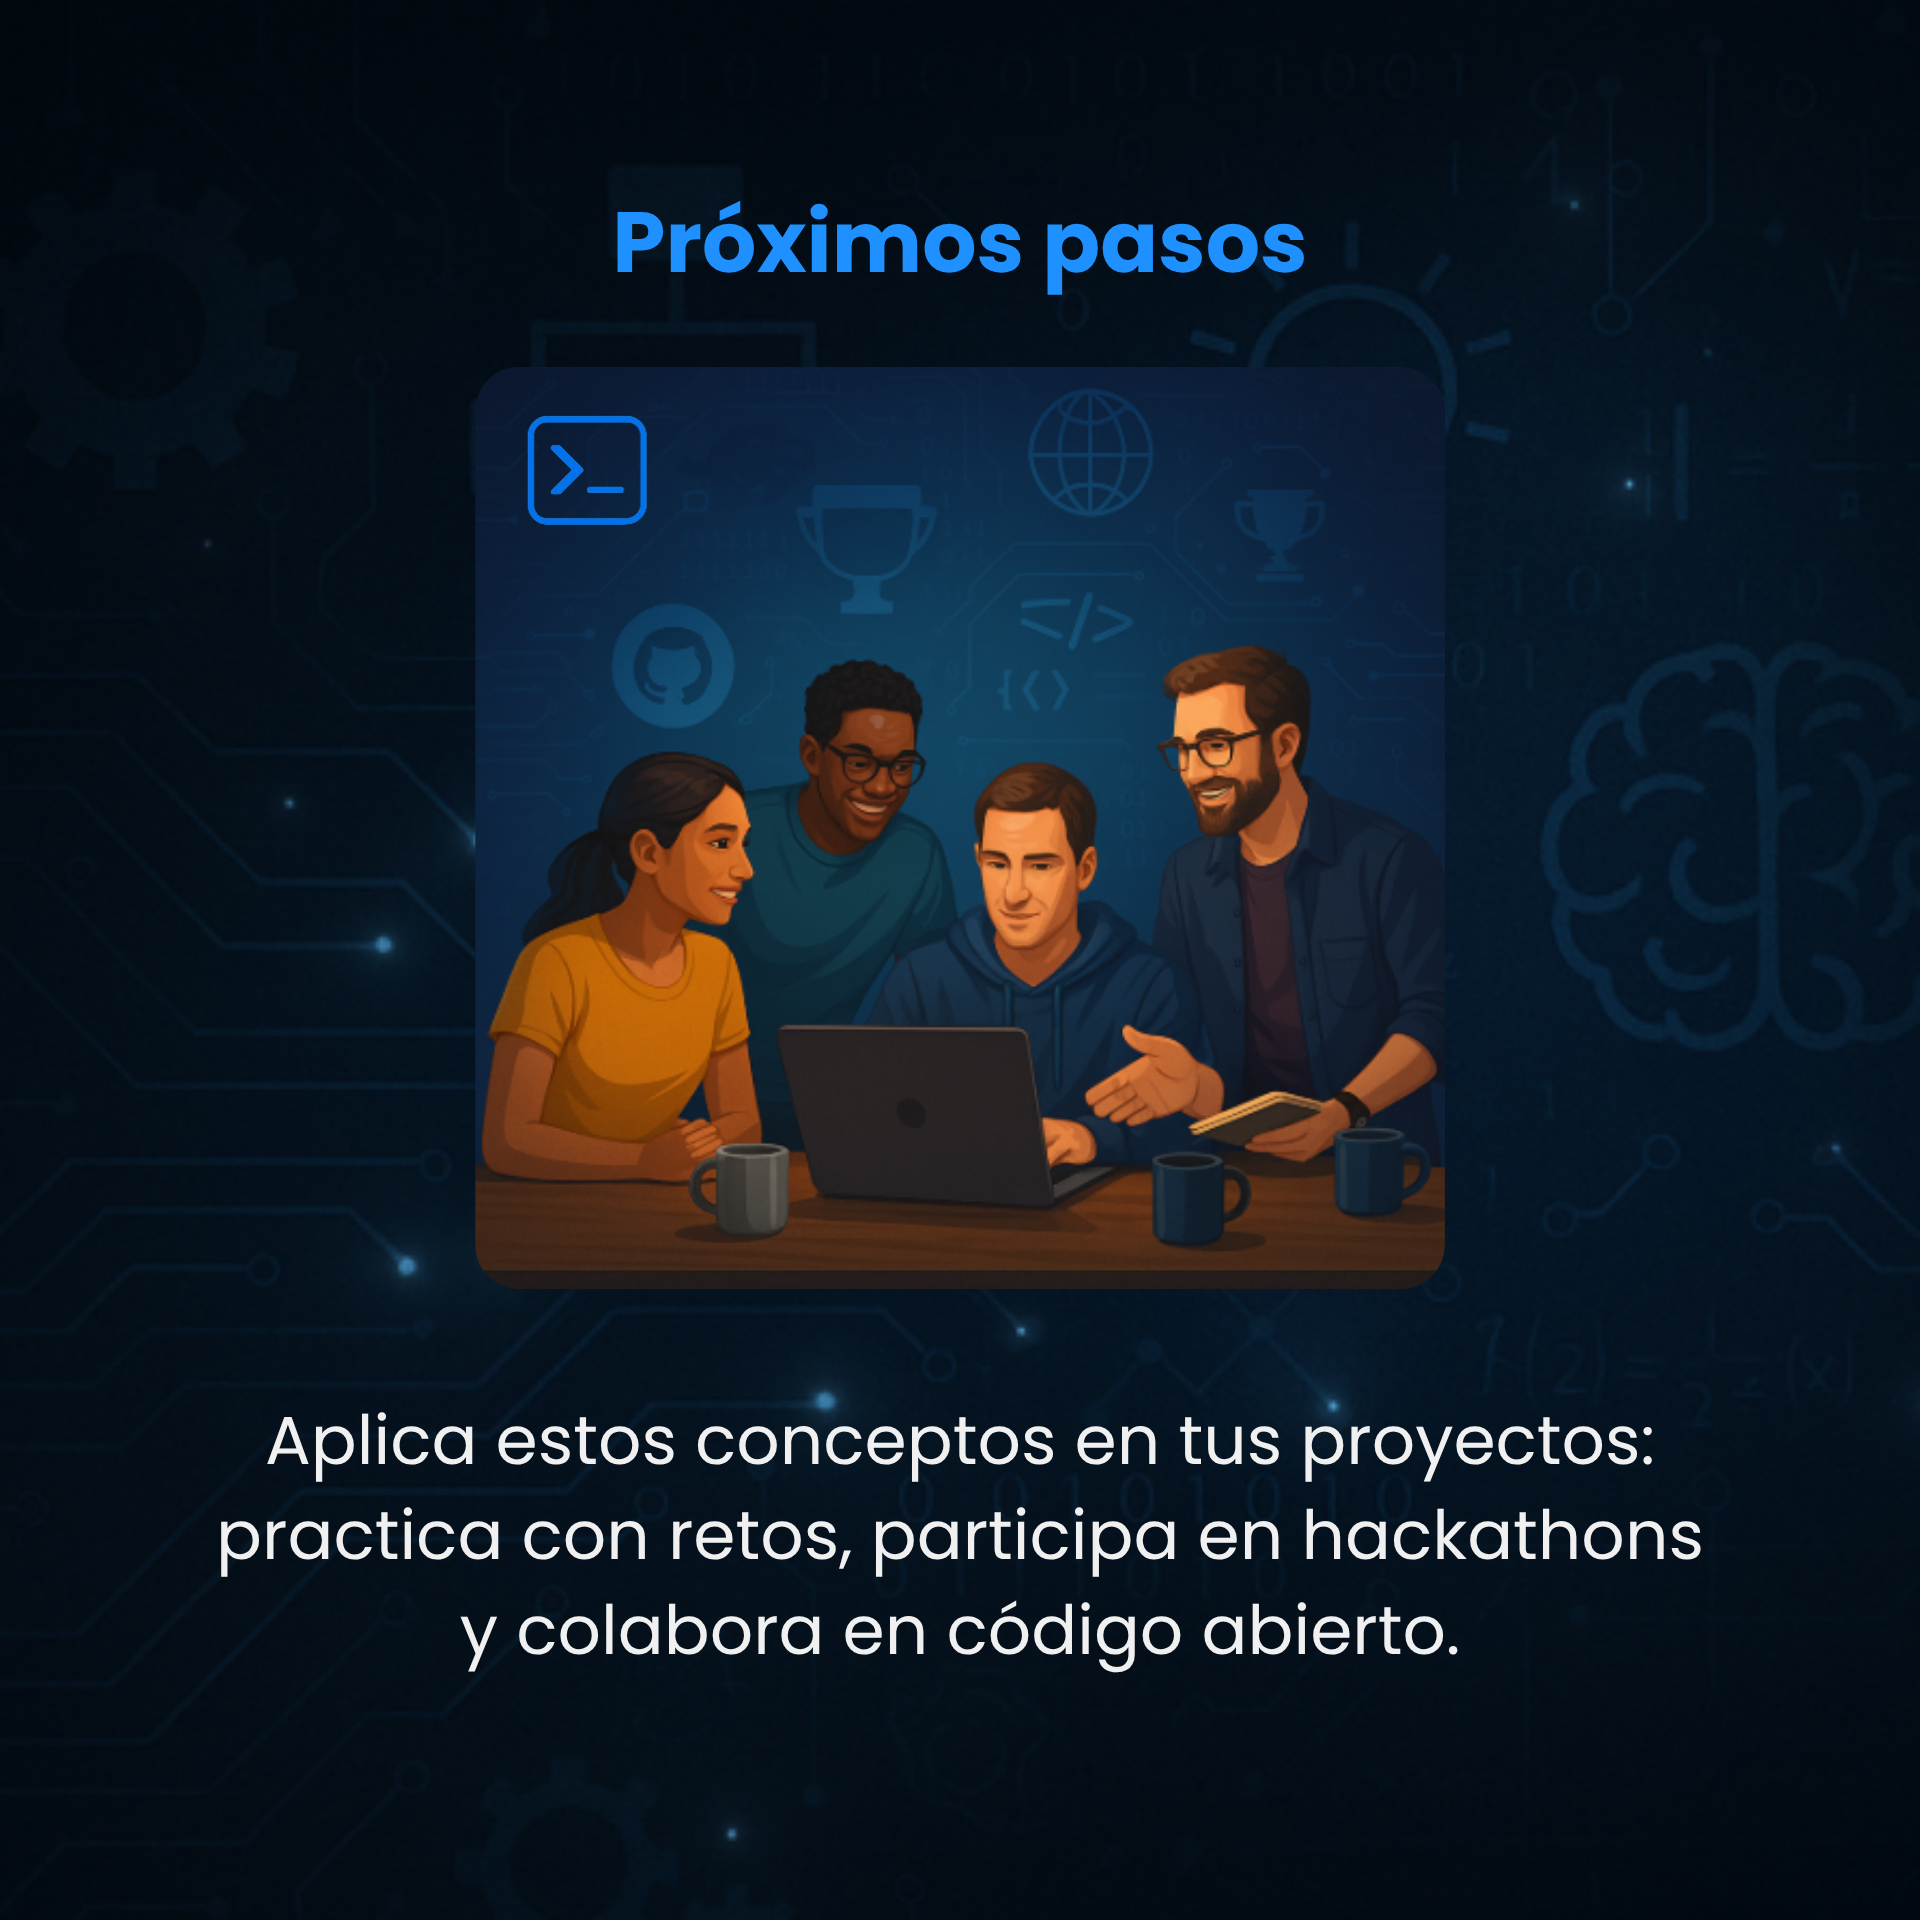 Próximos pasos
Aplica estos conceptos en tus proyectos:
practica con retos, participa en hackathons
y colabora en código abierto.